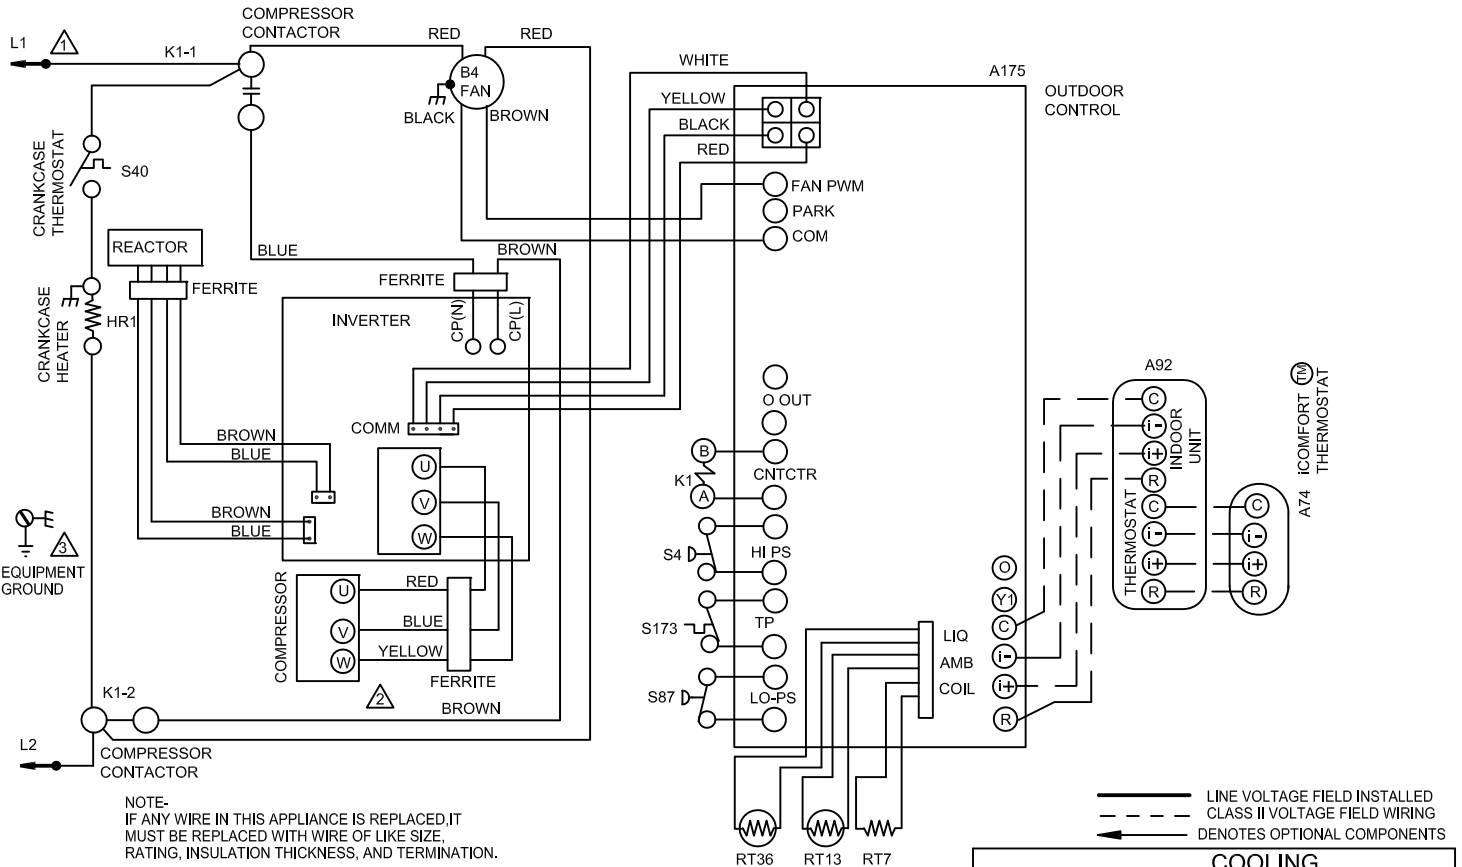 COMPRESSOR
CONTACTOR
L1
1
K1-1
RED
RED
B4
FAN
BLACK
BROWN
WHITE
YELLOW
BLACK
RED
A175
OUTDOOR
CONTROL
CRANKCASE
THERMOSTAT
S40
FAN PWM
PARK
COM
REACTOR
FERRITE
BLUE
BROWN
FERRITE
INVERTER
CP(N)
CP(L)
CRANKCASE
HEATER
HR1
O OUT
COMM
BROWN
BLUE
BROWN
BLUE
U
V
W
B
K1
A
CNTCTR
S4
HI PS
S173
TP
S87
LO-PS
3
EQUIPMENT
GROUND
COMPRESSOR
U
V
W
RED
BLUE
YELLOW
FERRITE
2
K1-2
BROWN
L2
COMPRESSOR
CONTACTOR
LIQ
AMB
COIL
O
Y1
C
i-
i+
R
A92
C
i-
i+
R
C
i-
i+
R
INDOOR
UNIT
THERMOSTAT
C
i-
i+
R
A74 iCOMFORT TM
THERMOSTAT
RT36
RT13
RT7
NOTE-
IF ANY WIRE IN THIS APPLIANCE IS REPLACED,IT
MUST BE REPLACED WITH WIRE OF LIKE SIZE,
RATING, INSULATION THICKNESS, AND TERMINATION.
LINE VOLTAGE FIELD INSTALLED
CLASS II VOLTAGE FIELD WIRING
DENOTES OPTIONAL COMPONENTS
COOLING